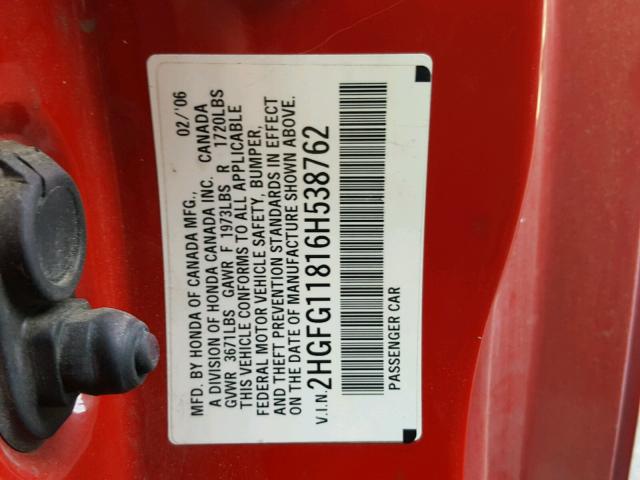 MFD. BY HONDA OF CANADA MFG., 02/'06
A DIVISION OF HONDA CANADA INC. CANADA
GVWR 3671LBS GAWR F 1973LBS R 1720LBS
THIS VEHICLE CONFORMS TO ALL APPLICABLE
FEDERAL MOTOR VEHICLE SAFETY, BUMPER,
AND THEFT PREVENTION STANDARDS IN EFFECT
ON THE DATE OF MANUFACTURE SHOWN ABOVE.
V.I.N. 2HGFG11816H538762
PASSENGER CAR